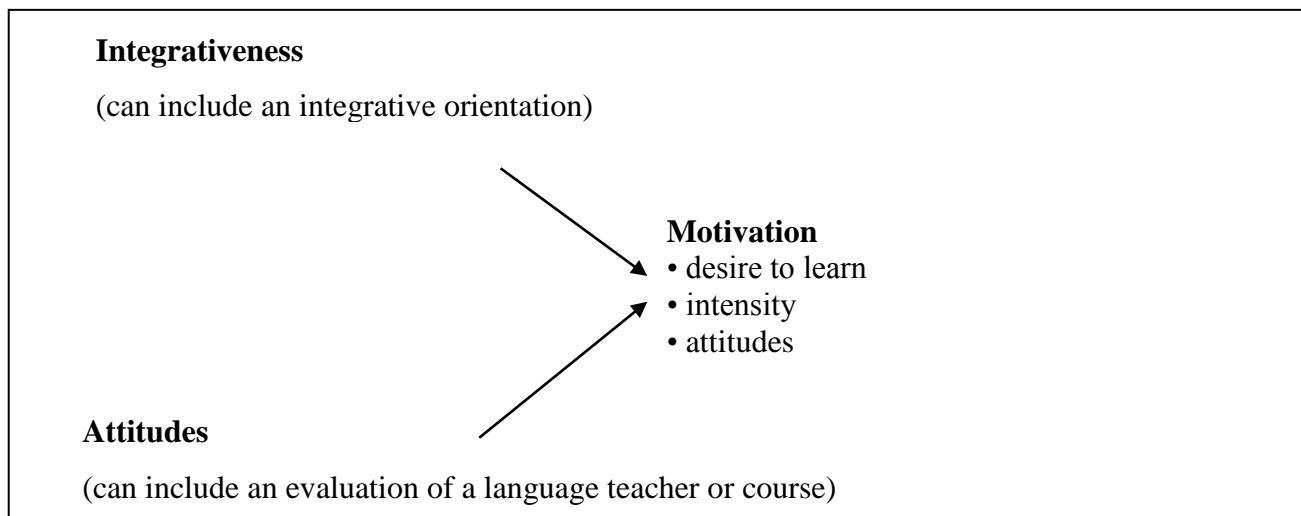 Integrativeness
(can include an integrative orientation)
Motivation
• desire to learn
• intensity
• attitudes
Attitudes
(can include an evaluation of a language teacher or course)